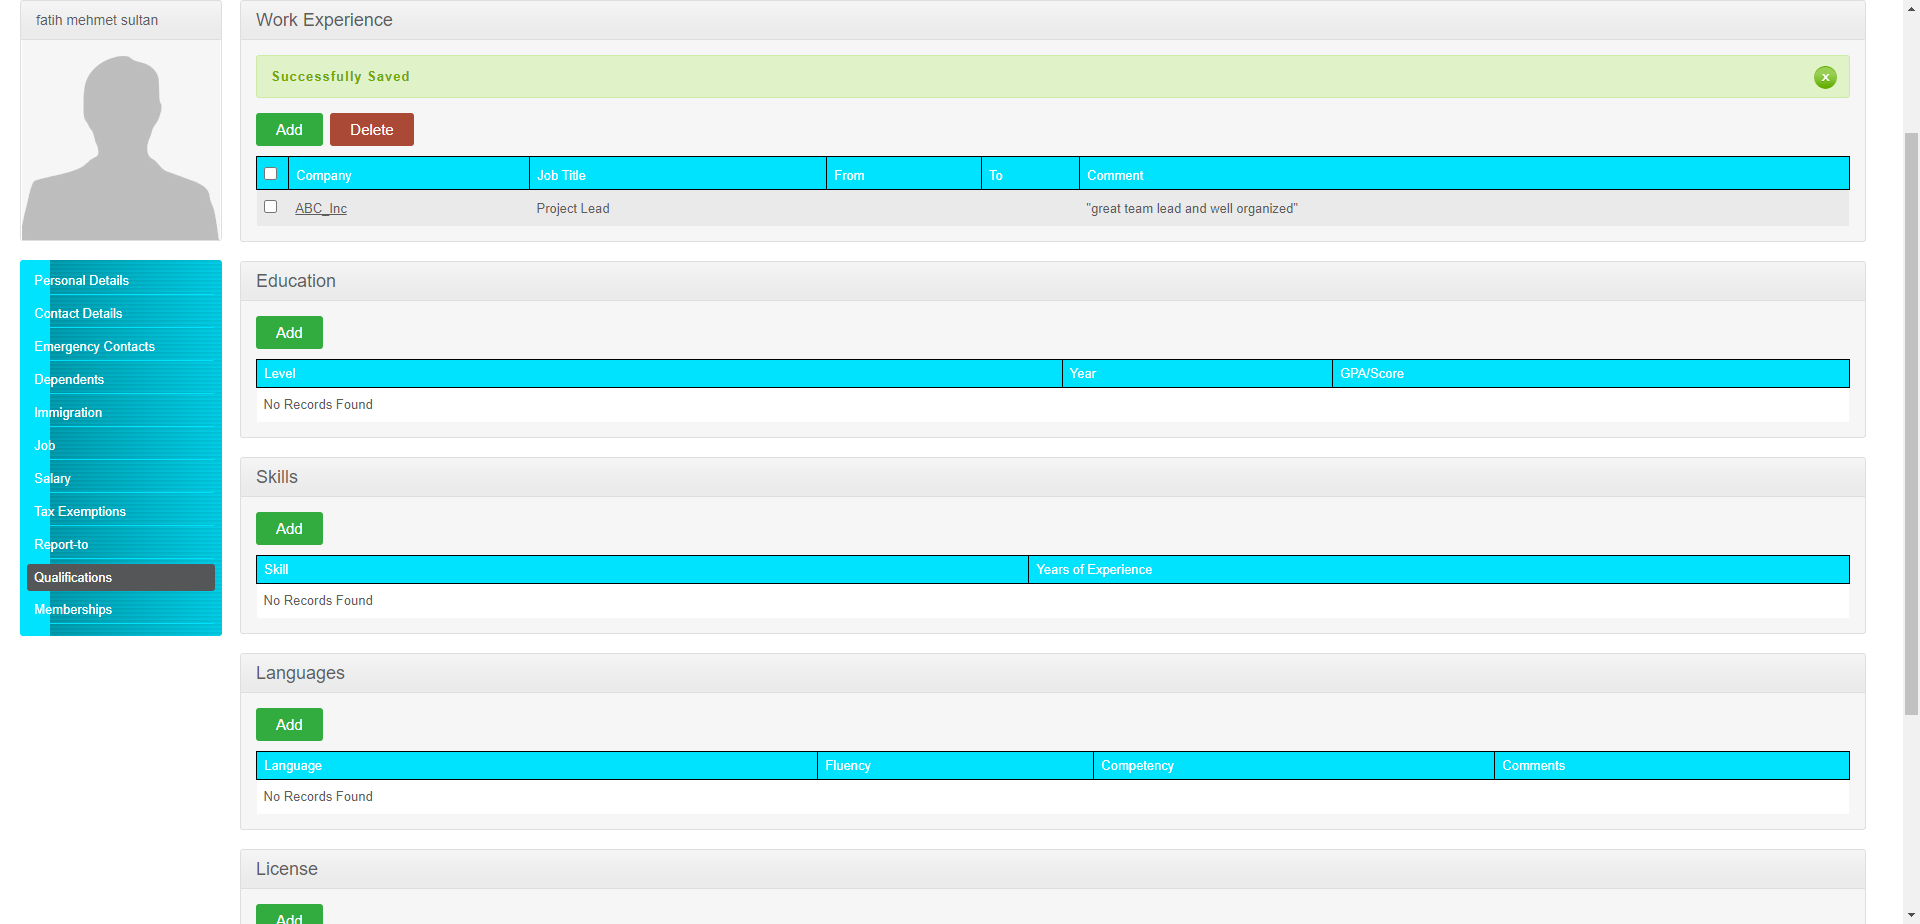 fatih mehmet sultan
Personal Details
Contact Details
Emergency Contacts
Dependents
Immigration
Job
Salary
Tax Exemptions
Report-to
Qualifications
Memberships
Work Experience
Successfully Saved
x
Add Delete
Company Job Title From To Comment
ABC_Inc Project Lead "great team lead and well organized"
Education
Add
Level Year GPA/Score
No Records Found
Skills
Add
Skill Years of Experience
No Records Found
Languages
Add
Language Fluency Competency Comments
No Records Found
License
Add